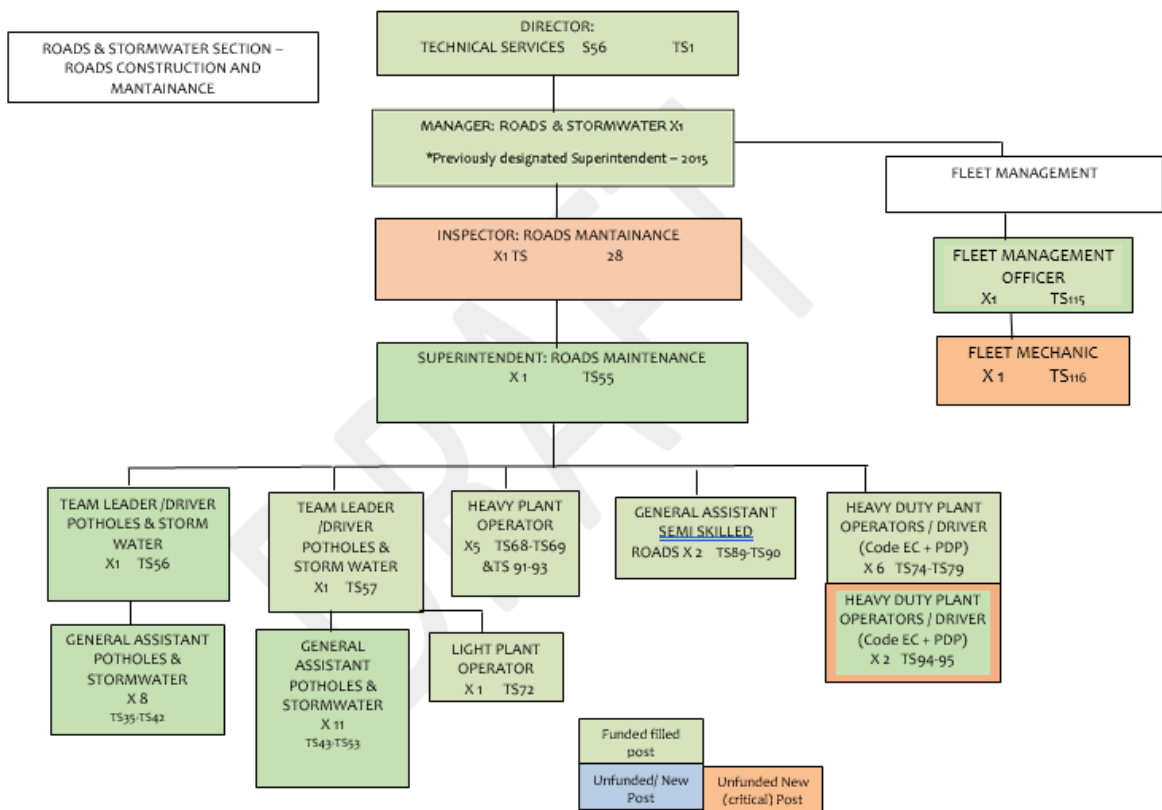 ROADS & STORMWATER SECTION –
ROADS CONSTRUCTION AND
MANTAINANCE
DIRECTOR:
TECHNICAL SERVICES S56 TS1
MANAGER: ROADS & STORMWATER X1
*Previously designated Superintendent – 2015
FLEET MANAGEMENT
INSPECTOR: ROADS MANTAINANCE
X1 TS 28
FLEET MANAGEMENT
OFFICER
X1 TS115
SUPERINTENDENT: ROADS MAINTENANCE
X 1 TS55
FLEET MECHANIC
X 1 TS116
TEAM LEADER /DRIVER
POTHOLES & STORM
WATER
X1 TS56
TEAM LEADER
/DRIVER
POTHOLES &
STORM WATER
X1 TS57
HEAVY PLANT
OPERATOR
X5 TS68-TS69
&TS 91-93
GENERAL ASSISTANT
SEMI SKILLED
ROADS X 2 TS89-TS90
HEAVY DUTY PLANT
OPERATORS / DRIVER
(Code EC + PDP)
X 6 TS74-TS79
HEAVY DUTY PLANT
OPERATORS / DRIVER
(Code EC + PDP)
X 2 TS94-95
GENERAL ASSISTANT
POTHOLES &
STORMWATER
X 8
TS35-TS42
GENERAL
ASSISTANT
POTHOLES &
STORMWATER
X 11
TS43-TS53
LIGHT PLANT
OPERATOR
X 1 TS72
Funded filled
post
Unfunded/ New
Post
Unfunded New
(critical) Post
DRAFT